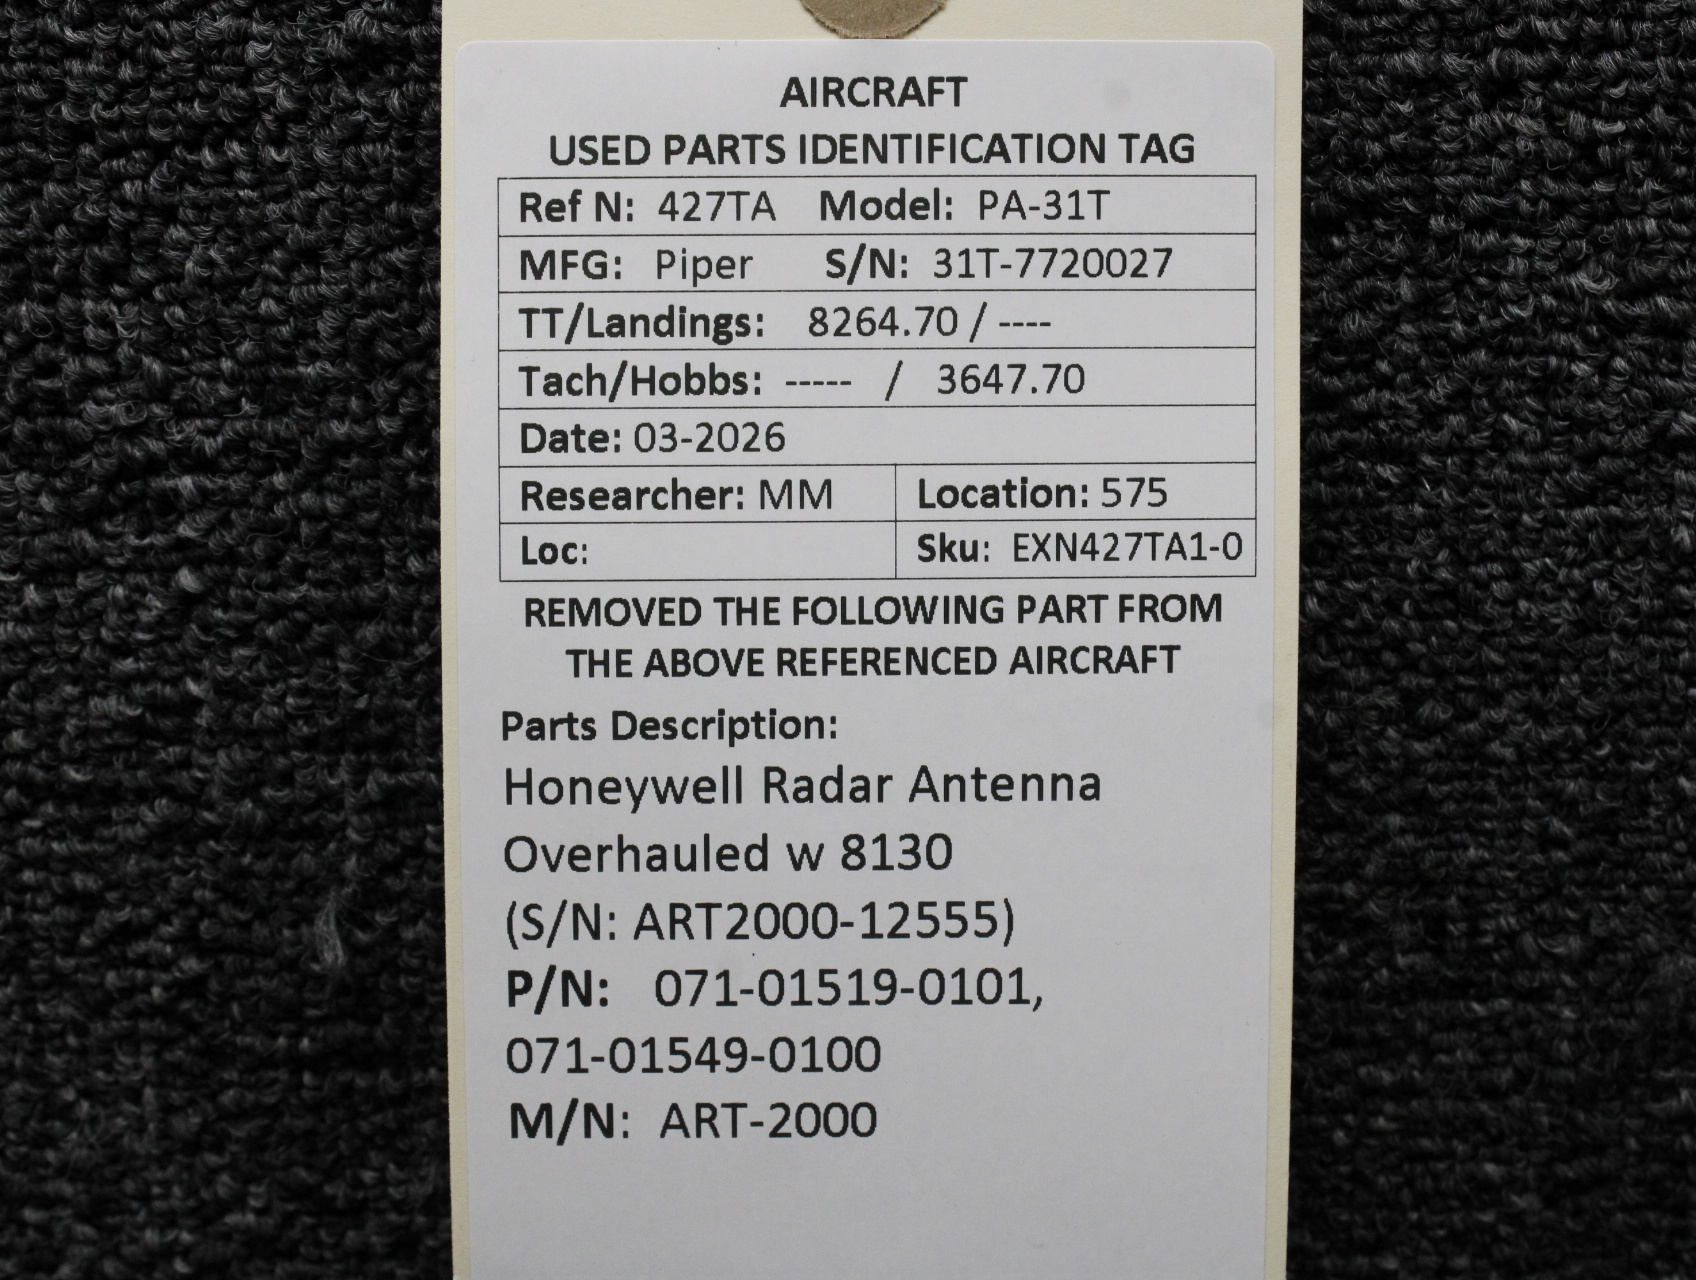 AIRCRAFT
USED PARTS IDENTIFICATION TAG
Ref N: 427TA Model: PA-31T
MFG: Piper S/N: 31T-7720027
TT/Landings: 8264.70 / ----
Tach/Hobbs: ----- / 3647.70
Date: 03-2026
Researcher: MM Location: 575
Loc: Sku: EXN427TA1-0
REMOVED THE FOLLOWING PART FROM
THE ABOVE REFERENCED AIRCRAFT
Parts Description:
Honeywell Radar Antenna
Overhauled w 8130
(S/N: ART2000-12555)
P/N: 071-01519-0101,
071-01549-0100
M/N: ART-2000